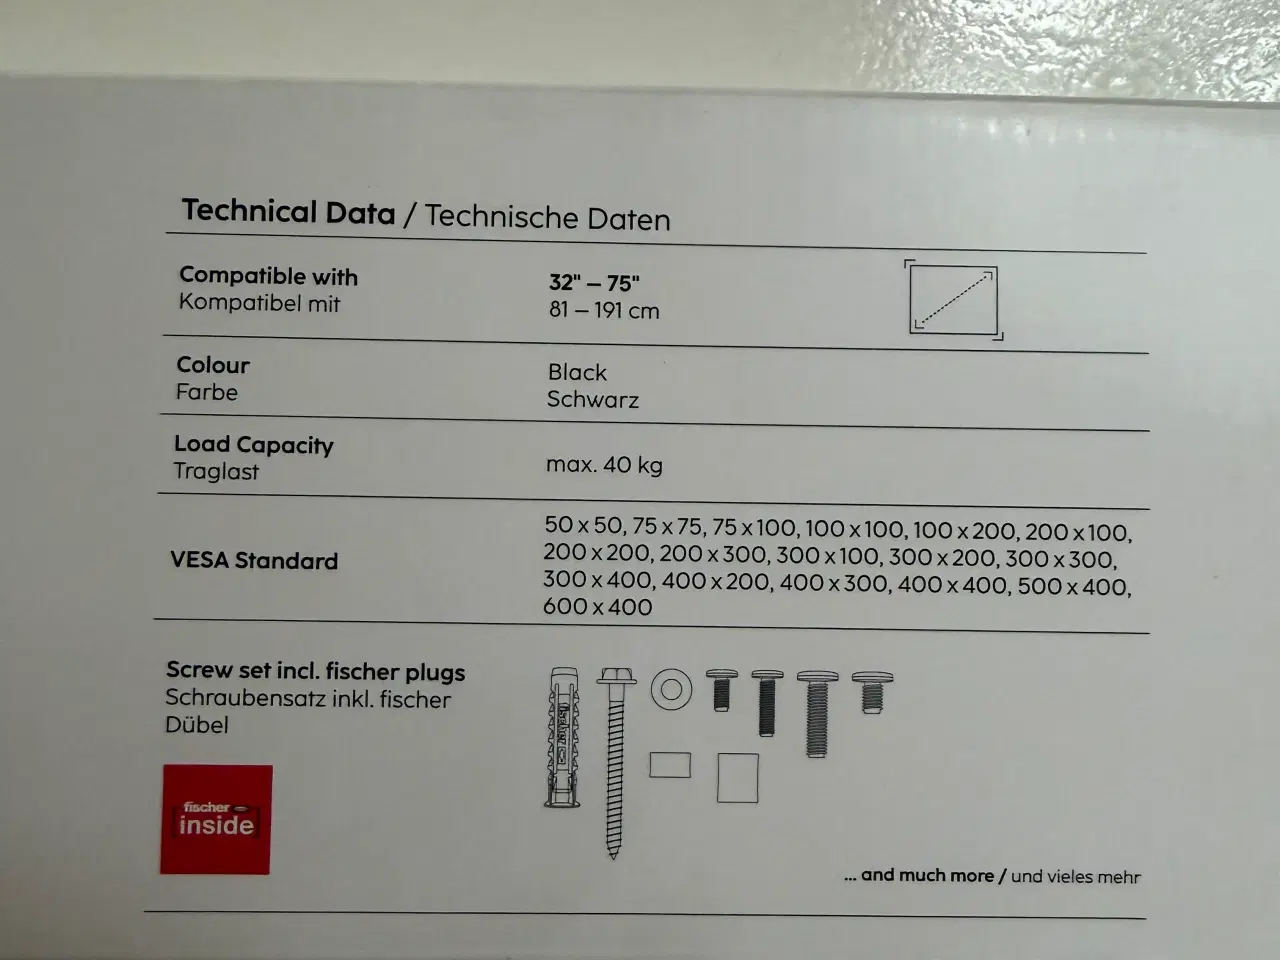 Technical Data / Technische Daten
Compatible with
Kompatibel mit
32" – 75"
81 – 191 cm
Colour
Farbe
Black
Schwarz
Load Capacity
Traglast
max. 40 kg
VESA Standard
50 x 50, 75 x 75, 75 x 100, 100 x 100, 100 x 200, 200 x 100,
200 x 200, 200 x 300, 300 x 100, 300 x 200, 300 x 300,
300 x 400, 400 x 200, 400 x 300, 400 x 400, 500 x 400,
600 x 400
Screw set incl. fischer plugs
Schraubensatz inkl. fischer
Dübel
fischer
fischer
inside
... and much more / und vieles mehr